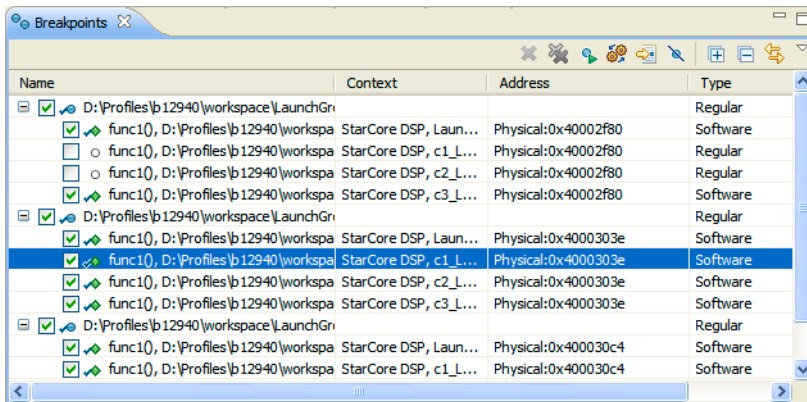 Breakpoints
Name Context Address Type
D:\Profiles\b12940\workspace\LaunchGr Regular
func1(), D:\Profiles\b12940\workspa StarCore DSP, Laun... Physical:0x40002f80 Software
func1(), D:\Profiles\b12940\workspa StarCore DSP, c1_L... Physical:0x40002f80 Regular
func1(), D:\Profiles\b12940\workspa StarCore DSP, c2_L... Physical:0x40002f80 Regular
func1(), D:\Profiles\b12940\workspa StarCore DSP, c3_L... Physical:0x40002f80 Software
D:\Profiles\b12940\workspace\LaunchGr Regular
func1(), D:\Profiles\b12940\workspa StarCore DSP, Laun... Physical:0x4000303e Software
func1(), D:\Profiles\b12940\workspa StarCore DSP, c1_L... Physical:0x4000303e Software
func1(), D:\Profiles\b12940\workspa StarCore DSP, c2_L... Physical:0x4000303e Software
func1(), D:\Profiles\b12940\workspa StarCore DSP, c3_L... Physical:0x4000303e Software
D:\Profiles\b12940\workspace\LaunchGr Regular
func1(), D:\Profiles\b12940\workspa StarCore DSP, Laun... Physical:0x400030c4 Software
func1(), D:\Profiles\b12940\workspa StarCore DSP, c1_L... Physical:0x400030c4 Software